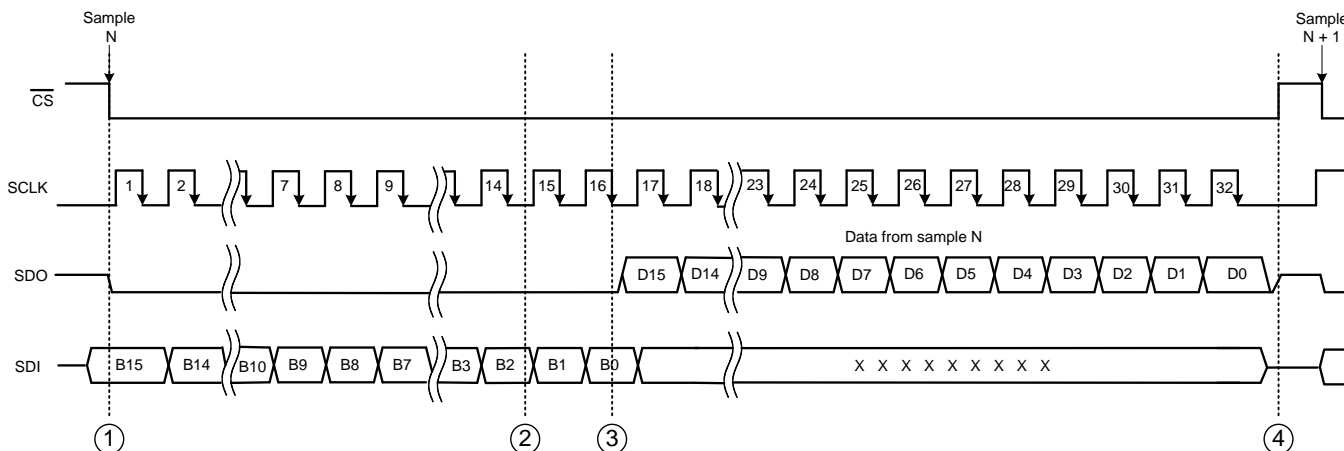 Sample
N
Sample
N + 1
CS
SCLK
1 2 7 8 9 14 15 16 17 18 23 24 25 26 27 28 29 30 31 32
Data from sample N
SDO
D15 D14 D9 D8 D7 D6 D5 D4 D3 D2 D1 D0
SDI
B15 B14 B10 B9 B8 B7 B3 B2 B1 B0 X X X X X X X X X
1 2 3 4